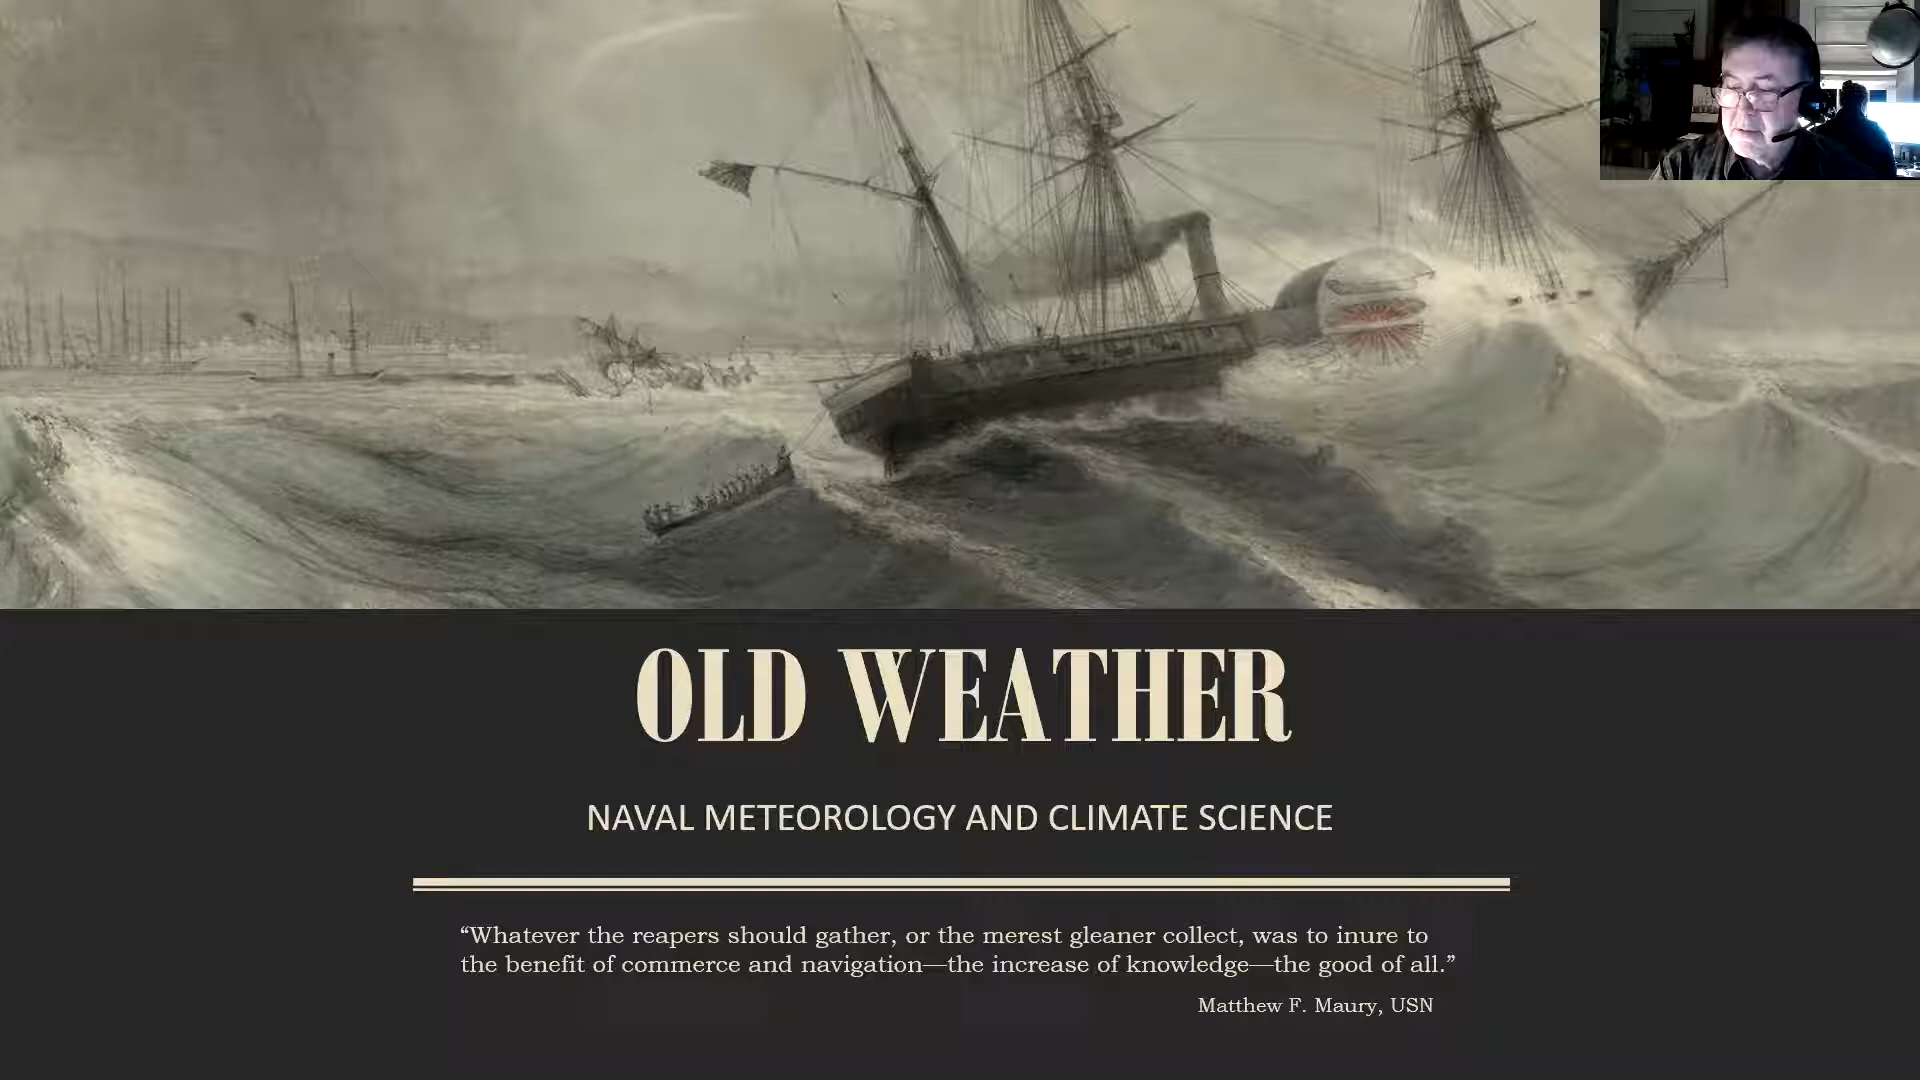 OLD WEATHER
NAVAL METEOROLOGY AND CLIMATE SCIENCE
“Whatever the reapers should gather, or the merest gleaner collect, was to inure to
the benefit of commerce and navigation—the increase of knowledge—the good of all.”
Matthew F. Maury, USN